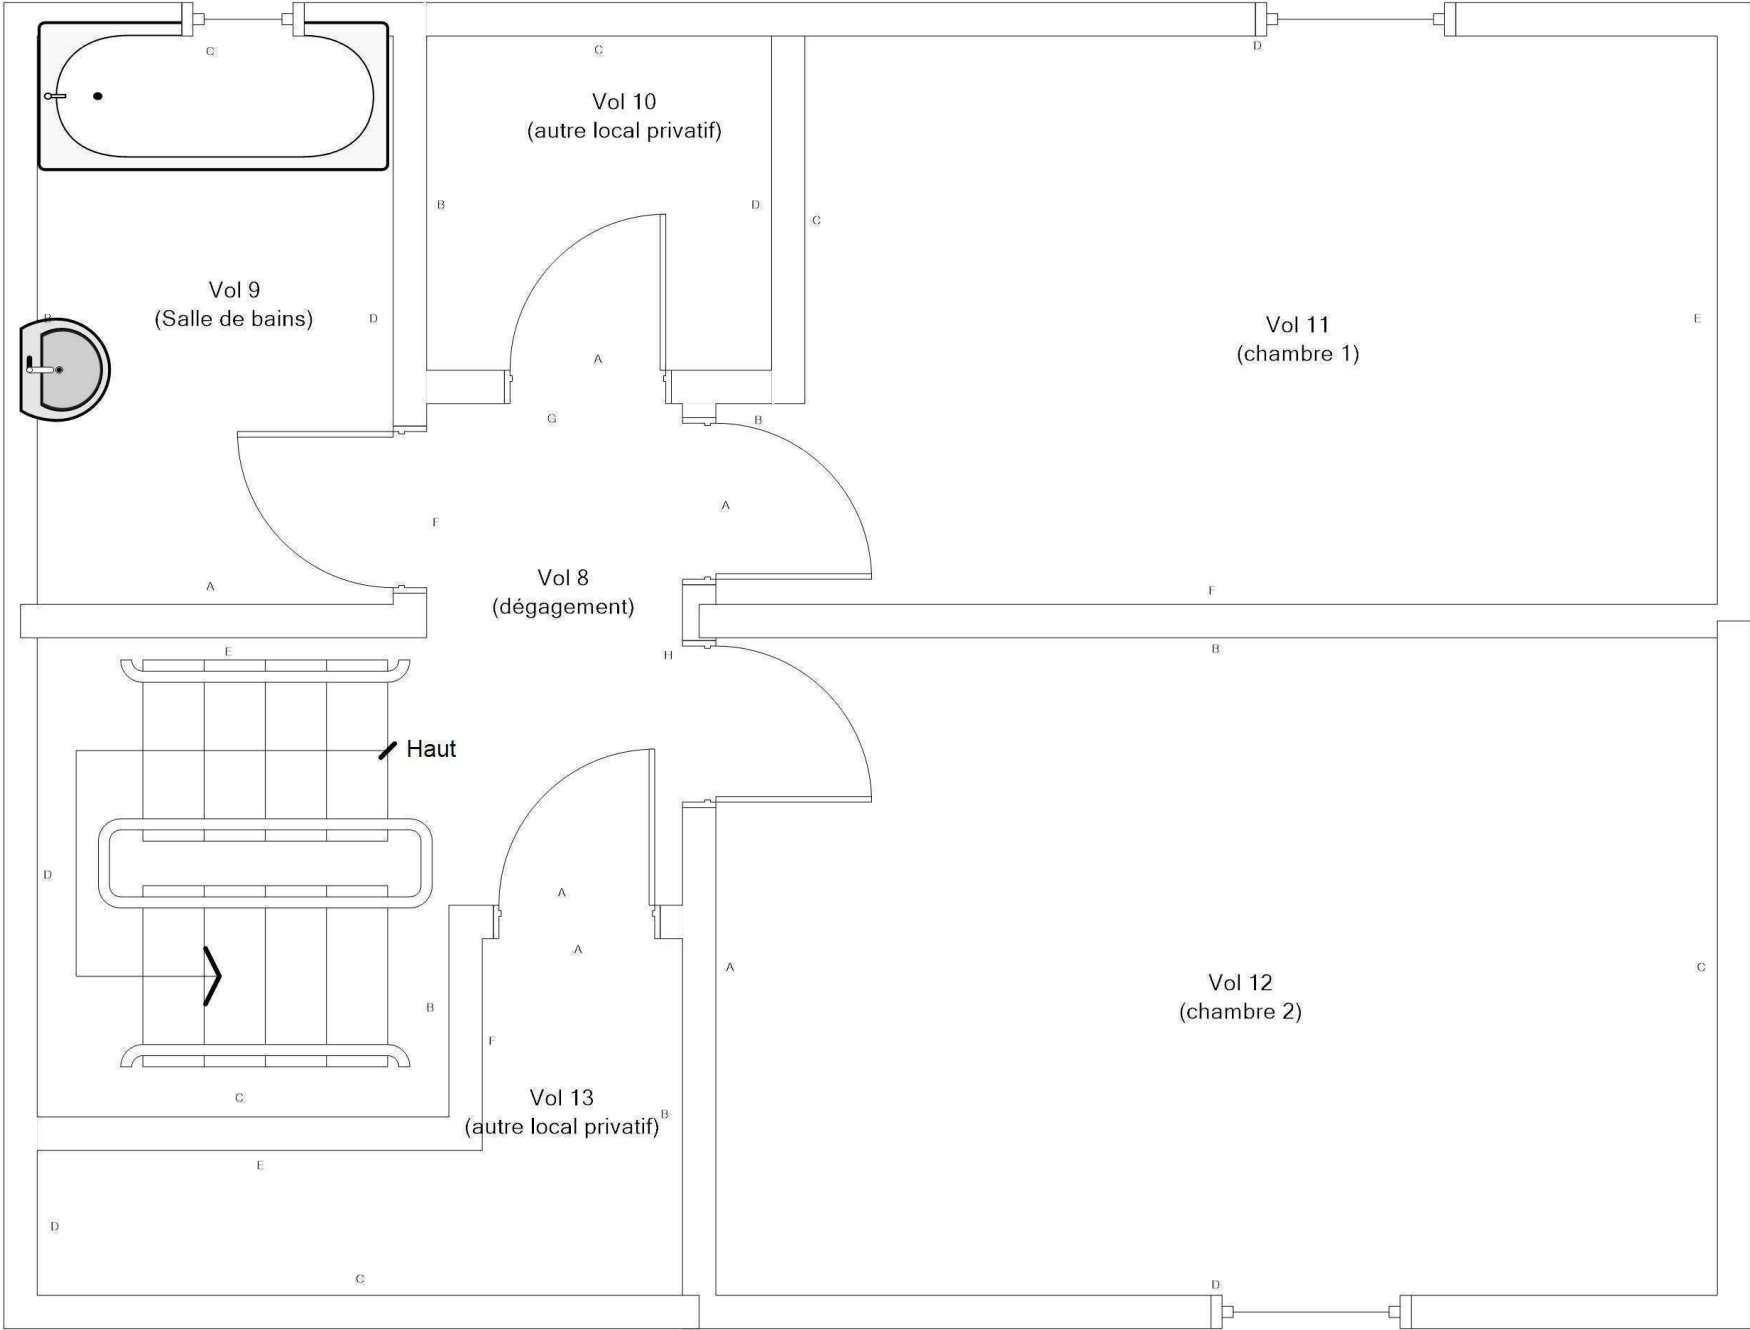 C
C
D
Vol 10
(autre local privatif)
B
D
C
Vol 9
(Salle de bains)
B
D
Vol 11
(chambre 1)
E
A
G
B
A
F
Vol 8
(dégagement)
A
F
E
H
B
Haut
D
A
A
A
Vol 12
(chambre 2)
C
B
F
C
Vol 13
(autre local privatif)
B
E
D
C
D